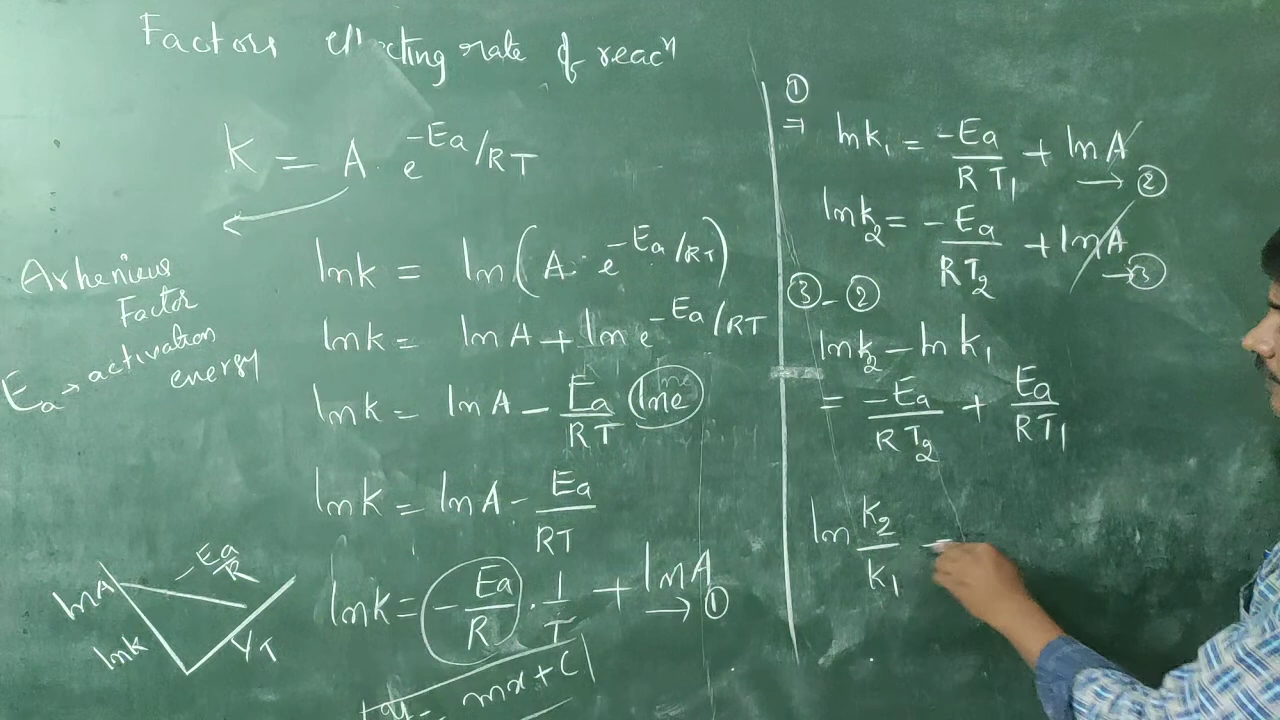 Factors effecting rate of reacⁿ
K = A · e^(-Ea/RT)
Arhenieus
Factor
Ea → activation
energy
lnk = ln(A · e^(-Ea/RT))
lnk = lnA + ln e^(-Ea/RT)
lnk = lnA - Ea/RT lne
lnk = lnA - Ea/RT
lnk = -Ea/R · 1/T + lnA → ①
mx + C
lnA
-Ea/R
lnk
1/T
①
⇒ lnk₁ = -Ea/RT₁ + lnA → ②
lnk₂ = -Ea/RT₂ + lnA → ③
③ - ②
lnk₂ - lnk₁
= -Ea/RT₂ + Ea/RT₁
ln K₂/K₁ =